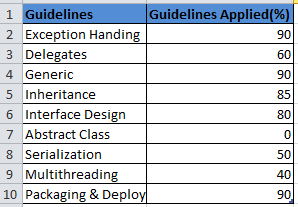 1 Guidelines Guidelines Applied(%)
2 Exception Handing 90
3 Delegates 60
4 Generic 90
5 Inheritance 85
6 Interface Design 80
7 Abstract Class 0
8 Serialization 50
9 Multithreading 40
10 Packaging & Deploy 90